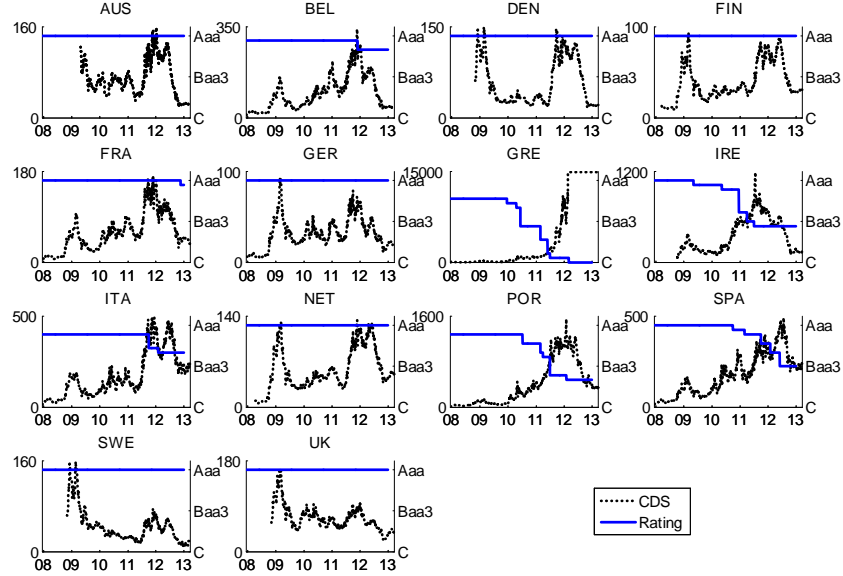 AUS BEL DEN FIN
160 Aaa 350 Aaa 150 Aaa 100 Aaa
Baa3 Baa3 Baa3 Baa3
0 C 0 C 0 C 0 C
08 09 10 11 12 13 08 09 10 11 12 13 08 09 10 11 12 13 08 09 10 11 12 13
FRA GER GRE IRE
180 Aaa 100 Aaa 15000 Aaa 1200 Aaa
Baa3 Baa3 Baa3 Baa3
0 C 0 C 0 C 0 C
08 09 10 11 12 13 08 09 10 11 12 13 08 09 10 11 12 13 08 09 10 11 12 13
ITA NET POR SPA
500 Aaa 140 Aaa 1600 Aaa 500 Aaa
Baa3 Baa3 Baa3 Baa3
0 C 0 C 0 C 0 C
08 09 10 11 12 13 08 09 10 11 12 13 08 09 10 11 12 13 08 09 10 11 12 13
SWE UK
160 Aaa 180 Aaa
Baa3 Baa3
0 C 0 C
08 09 10 11 12 13 08 09 10 11 12 13
CDS
Rating